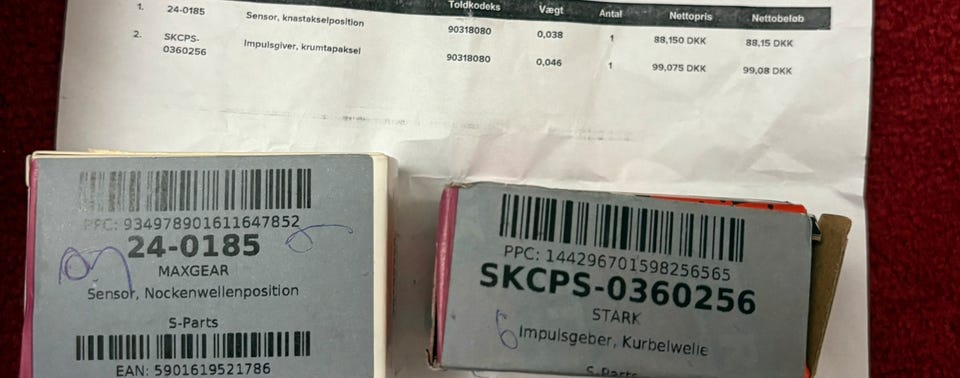 Toldkodeks Vægt Antal Nettopris Nettobeløb
1. 24-0185 Sensor, knastakselposition 90318080 0,038 1 88,150 DKK 88,15 DKK
2. SKCPS-0360256 Impulsgiver, krumtapaksel 90318080 0,046 1 99,075 DKK 99,08 DKK
PPC: 934978901611647852
24-0185
MAXGEAR
Sensor, Nockenwellenposition
S-Parts
EAN: 5901619521786
PPC: 144296701598256565
SKCPS-0360256
STARK
Impulsgeber, Kurbelwelle
S-Parts